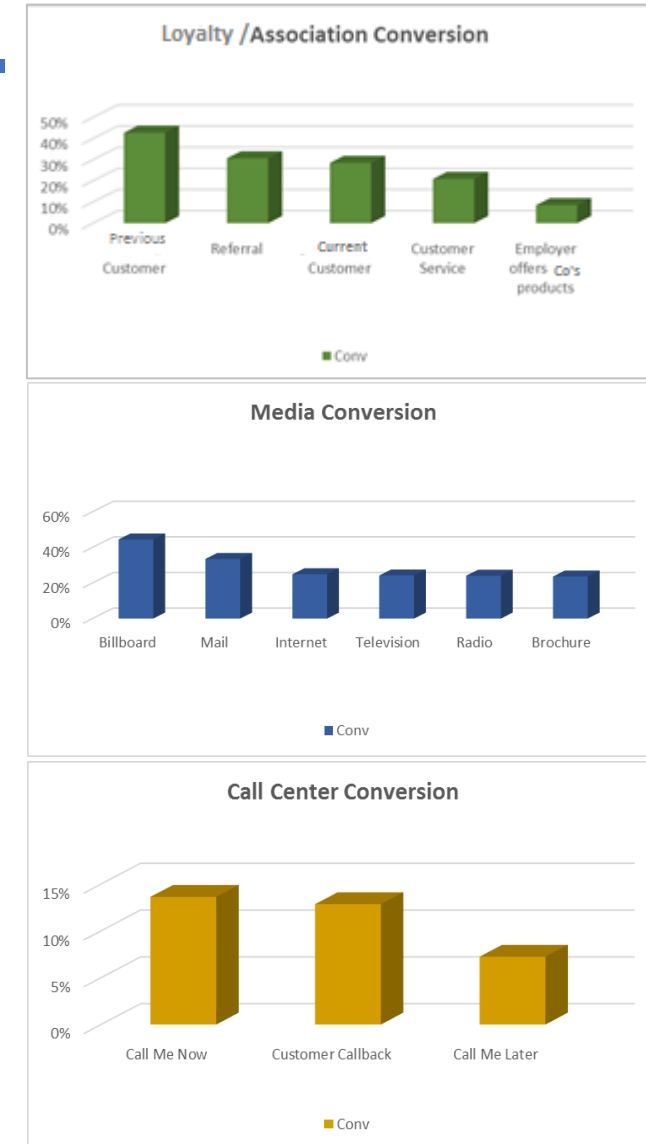 Loyalty /Association Conversion
50%
40%
30%
20%
10%
0%
Previous
Customer
Referral
Current
Customer
Customer
Service
Employer
offers Co's
products
Conv
Media Conversion
60%
40%
20%
0%
Billboard
Mail
Internet
Television
Radio
Brochure
Conv
Call Center Conversion
15%
10%
5%
0%
Call Me Now
Customer Callback
Call Me Later
Conv